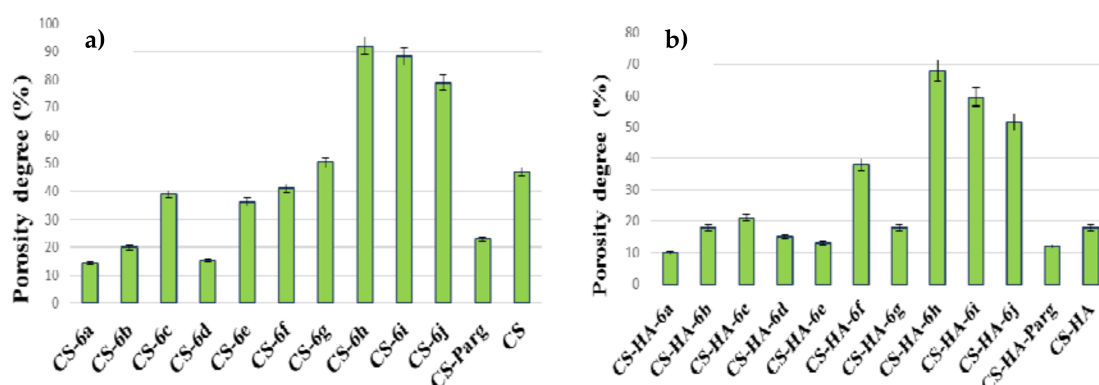 a)
Porosity degree (%)
100
90
80
70
60
50
40
30
20
10
0
CS-6a
CS-6b
CS-6c
CS-6d
CS-6e
CS-6f
CS-6g
CS-6h
CS-6i
CS-6j
CS-Parg
CS
b)
Porosity degree (%)
80
70
60
50
40
30
20
10
0
CS-HA-6a
CS-HA-6b
CS-HA-6c
CS-HA-6d
CS-HA-6e
CS-HA-6f
CS-HA-6g
CS-HA-6h
CS-HA-6i
CS-HA-6j
CS-HA-Parg
CS-HA